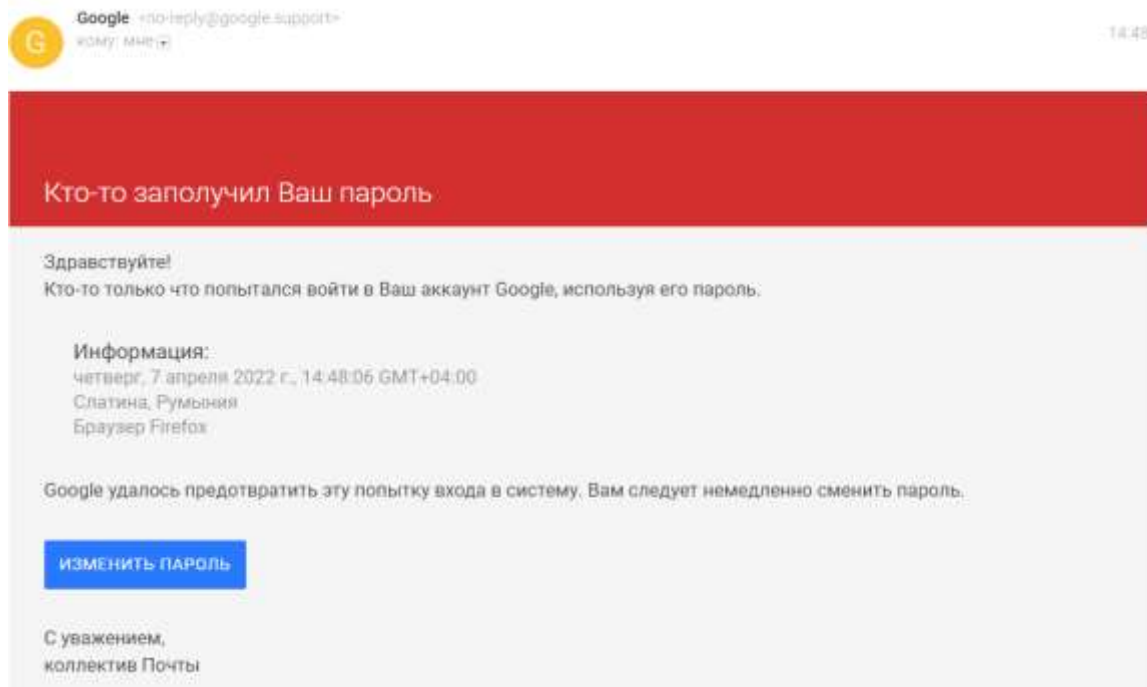 G
Google <no-reply@google.support>
кому: мне
14:48
Кто-то заполучил Ваш пароль
Здравствуйте!
Кто-то только что попытался войти в Ваш аккаунт Google, используя его пароль.
Информация:
четверг, 7 апреля 2022 г., 14:48:06 GMT+04:00
Слатина, Румыния
Браузер Firefox
Google удалось предотвратить эту попытку входа в систему. Вам следует немедленно сменить пароль.
ИЗМЕНИТЬ ПАРОЛЬ
С уважением,
коллектив Почты